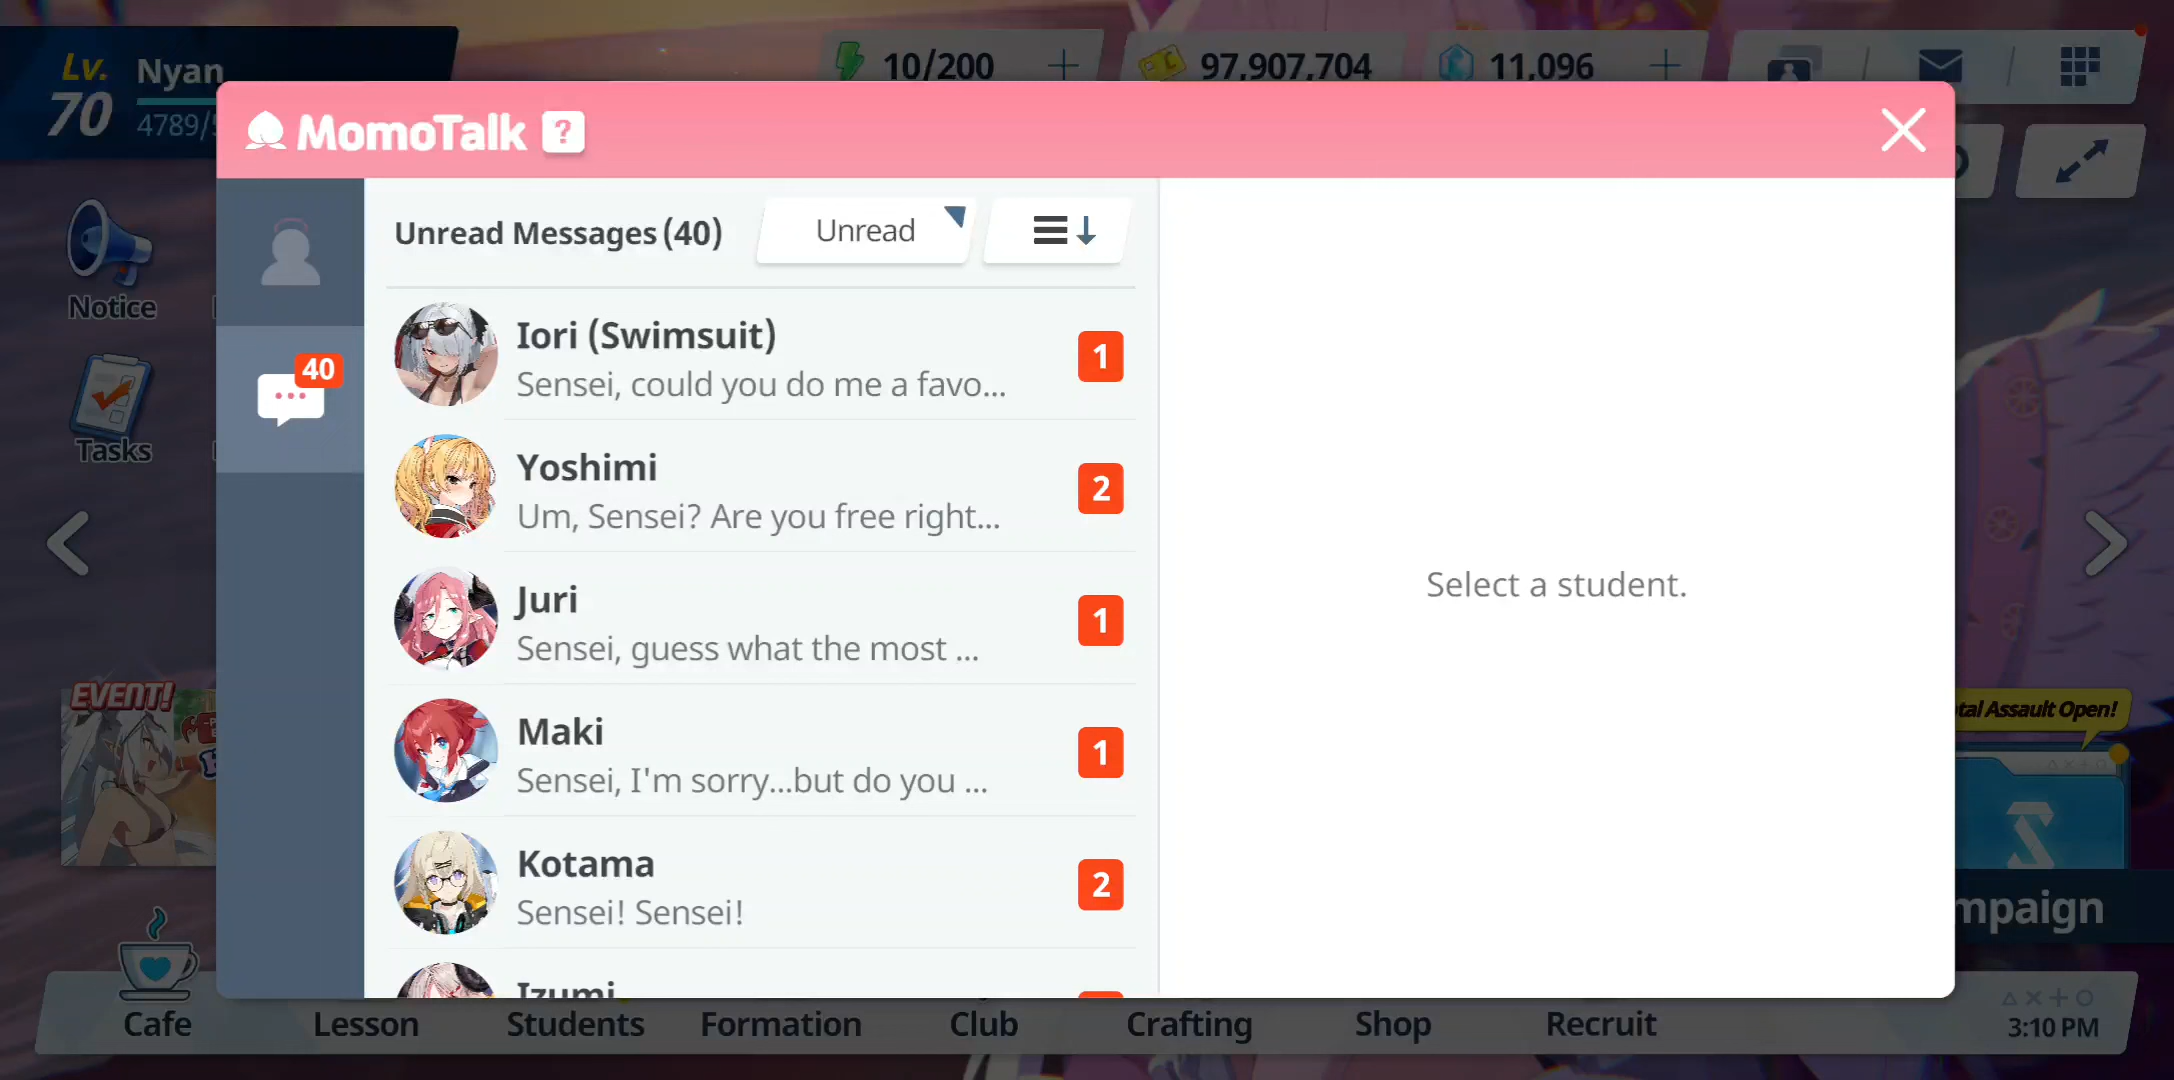 Lv.
70
Nyan
4789/
10/200
97,907,704
11,096
MomoTalk ?
Unread Messages (40)
Unread
40
Iori (Swimsuit)
Sensei, could you do me a favo...
1
Yoshimi
Um, Sensei? Are you free right...
2
Juri
Sensei, guess what the most ...
1
Maki
Sensei, I'm sorry...but do you ...
1
Kotama
Sensei! Sensei!
2
Izumi
Select a student.
Notice
Tasks
EVENT!
tal Assault Open!
mpaign
Cafe
Lesson
Students
Formation
Club
Crafting
Shop
Recruit
3:10 PM